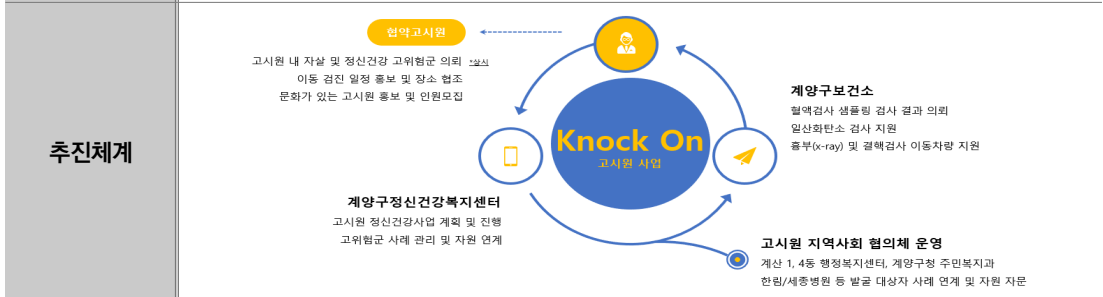 추진체계
협약고시원
고시원 내 자살 및 정신건강 고위험군 의뢰 *상시
이동 검진 일정 홍보 및 장소 협조
문화가 있는 고시원 홍보 및 인원모집
Knock On
고시원 사업
계양구보건소
혈액검사 샘플링 검사 결과 의뢰
일산화탄소 검사 지원
흉부(x-ray) 및 결핵검사 이동차량 지원
계양구정신건강복지센터
고시원 정신건강사업 계획 및 진행
고위험군 사례 관리 및 자원 연계
고시원 지역사회 협의체 운영
계산 1, 4동 행정복지센터, 계양구청 주민복지과
한림/세종병원 등 발굴 대상자 사례 연계 및 자원 자문